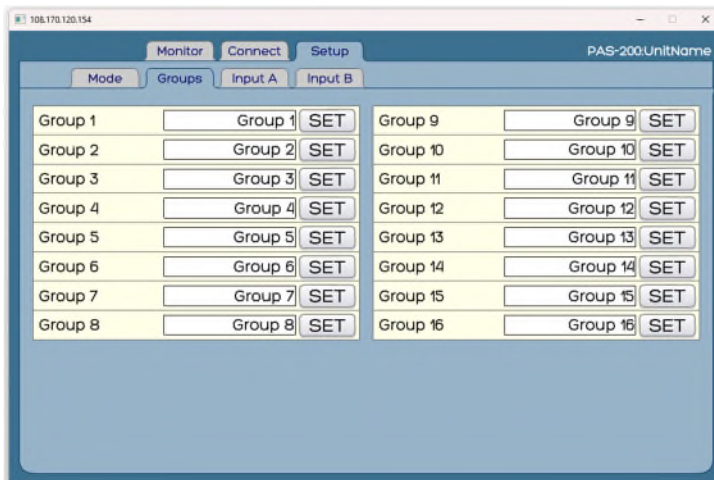 108.170.120.154
Monitor Connect Setup PAS-200:UnitName
Mode Groups Input A Input B
Group 1 Group 1 SET Group 9 Group 9 SET
Group 2 Group 2 SET Group 10 Group 10 SET
Group 3 Group 3 SET Group 11 Group 11 SET
Group 4 Group 4 SET Group 12 Group 12 SET
Group 5 Group 5 SET Group 13 Group 13 SET
Group 6 Group 6 SET Group 14 Group 14 SET
Group 7 Group 7 SET Group 15 Group 15 SET
Group 8 Group 8 SET Group 16 Group 16 SET